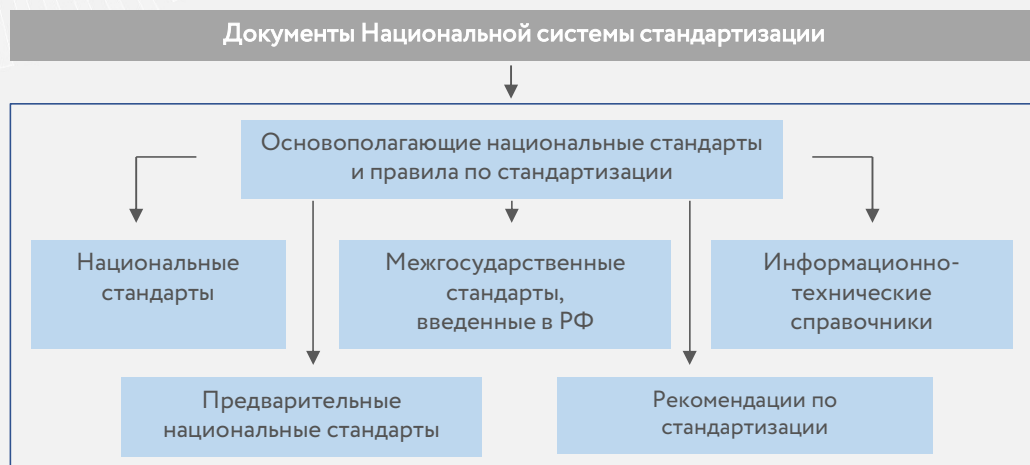 Документы Национальной системы стандартизации
Основополагающие национальные стандарты
и правила по стандартизации
Национальные
стандарты
Межгосударственные
стандарты,
введенные в РФ
Информационно-
технические
справочники
Предварительные
национальные стандарты
Рекомендации по
стандартизации